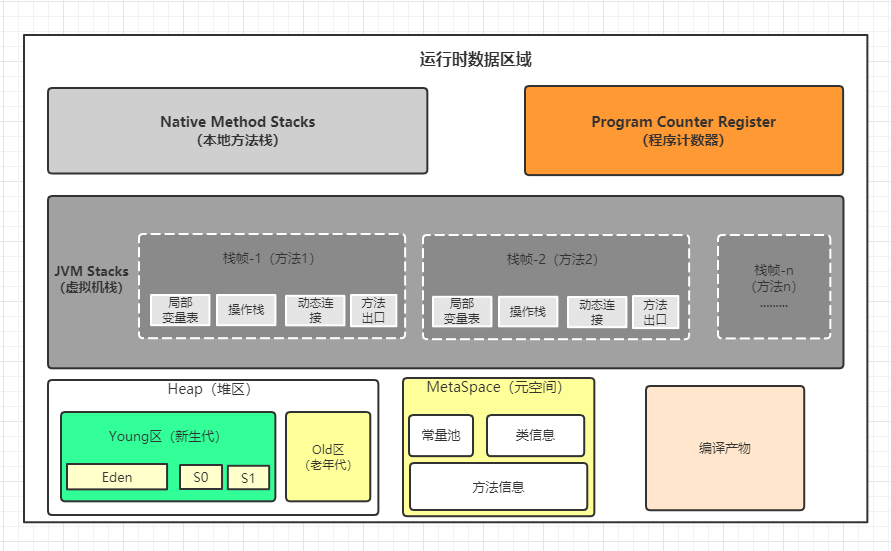 运行时数据区域
Native Method Stacks
（本地方法栈）
Program Counter Register
（程序计数器）
JVM Stacks
（虚拟机栈）
栈帧-1（方法1）
局部
变量表
操作栈
动态连
接
方法
出口
栈帧-2（方法2）
局部
变量表
操作栈
动态连
接
方法
出口
栈帧-n
（方法n）
.........
Heap（堆区）
Young区（新生代）
Eden
S0
S1
Old区
（老年代）
MetaSpace（元空间）
常量池
类信息
方法信息
编译产物